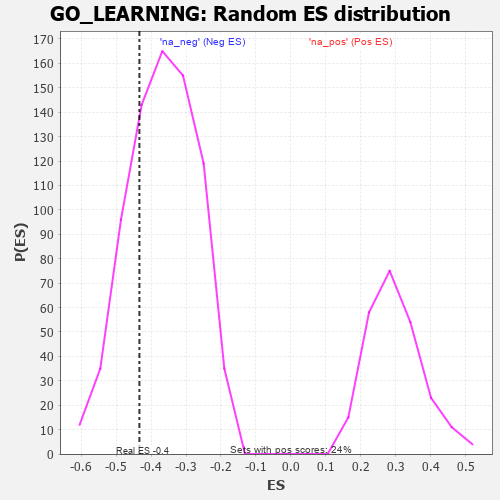 GO_LEARNING: Random ES distribution
'na_neg' (Neg ES)
'na_pos' (Pos ES)
170
160
150
140
130
120
110
100
90
80
70
60
50
40
30
20
10
0
P(ES)
Real ES -0.4
Sets with pos scores: 24%
-0.6 -0.5 -0.4 -0.3 -0.2 -0.1 0.0 0.1 0.2 0.3 0.4 0.5
ES